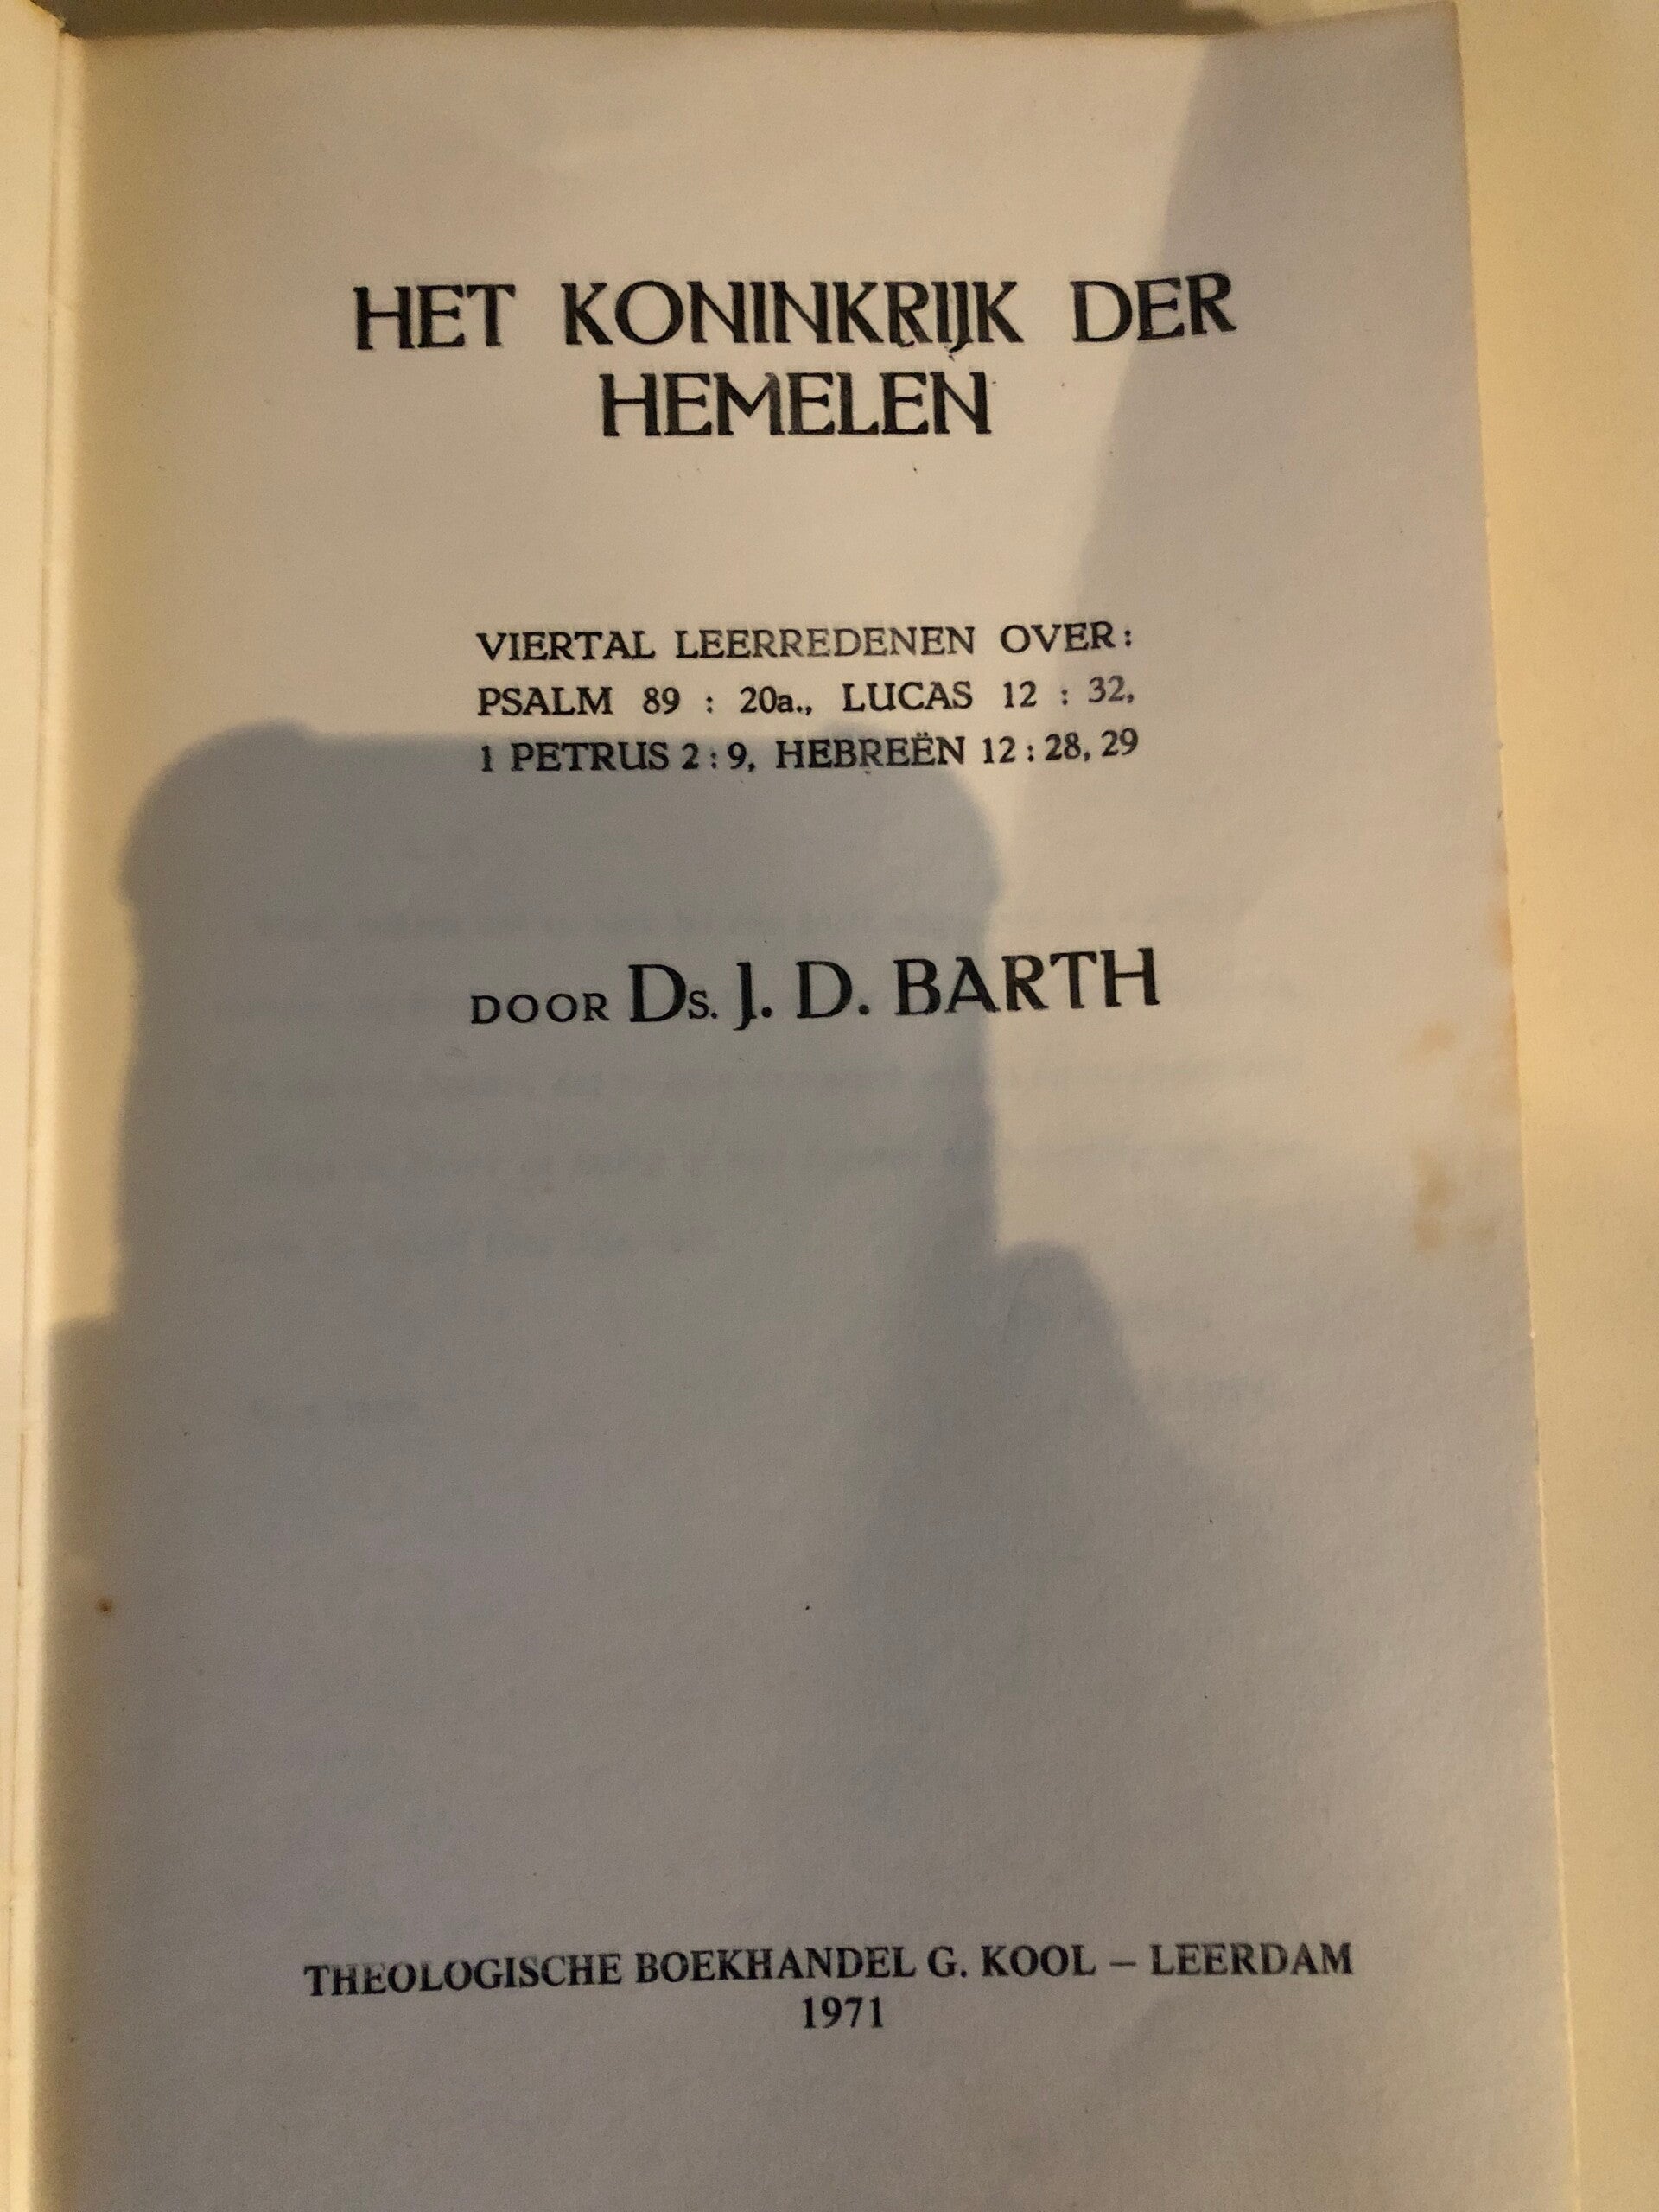 HET KONINKRIJK DER
HEMELEN
VIERTAL LEERREDENEN OVER:
PSALM 89 : 20a., LUCAS 12 : 32,
1 PETRUS 2 : 9, HEBREËN 12 : 28, 29
DOOR Ds. J. D. BARTH
THEOLOGISCHE BOEKHANDEL G. KOOL – LEERDAM
1971